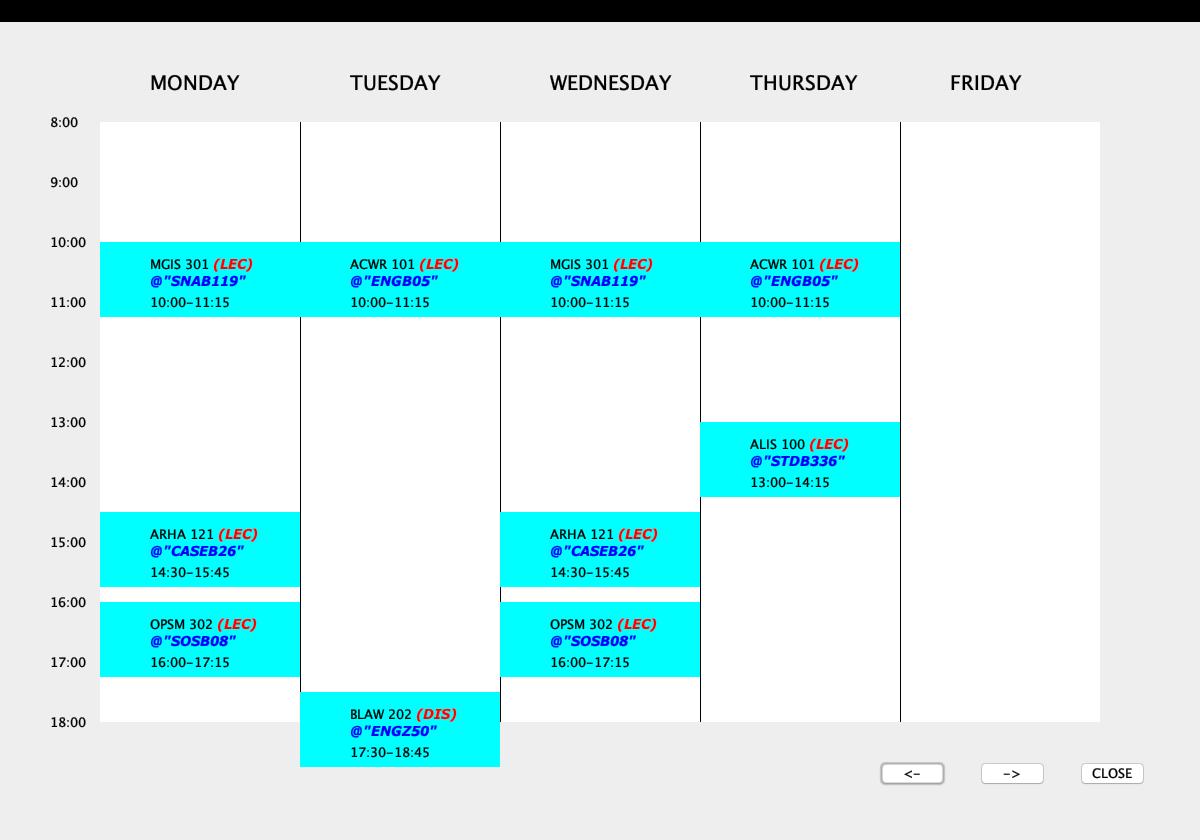 MONDAY TUESDAY WEDNESDAY THURSDAY FRIDAY
8:00
9:00
10:00
MGIS 301 (LEC) ACWR 101 (LEC) MGIS 301 (LEC) ACWR 101 (LEC)
@"SNAB119" @"ENGB05" @"SNAB119" @"ENGB05"
11:00 10:00-11:15 10:00-11:15 10:00-11:15 10:00-11:15
12:00
13:00
ALIS 100 (LEC)
@"STDB336"
14:00 13:00-14:15
ARHA 121 (LEC) ARHA 121 (LEC)
15:00 @"CASEB26" @"CASEB26"
14:30-15:45 14:30-15:45
16:00
OPSM 302 (LEC) OPSM 302 (LEC)
@"SOSB08" @"SOSB08"
17:00 16:00-17:15 16:00-17:15
BLAW 202 (DIS)
18:00 @"ENGZ50"
17:30-18:45
<- -> CLOSE